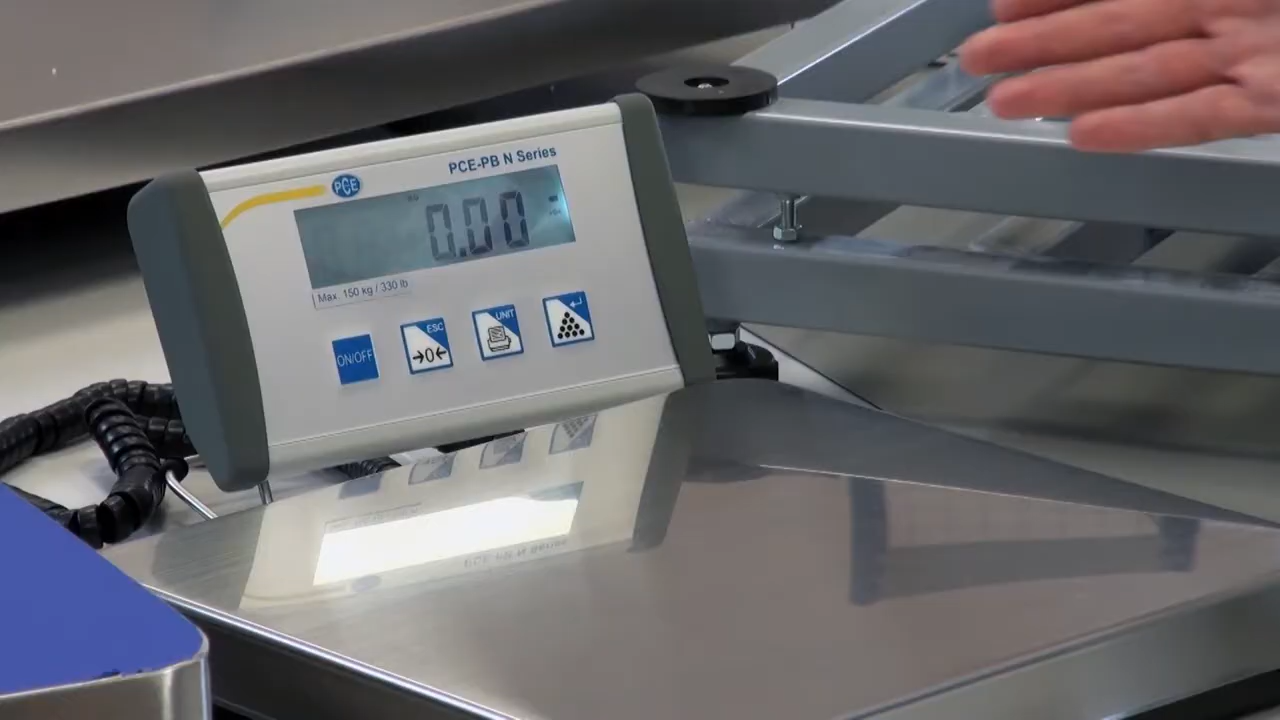 PCE-PB N Series
PCE
0.00
Max. 150 kg / 330 lb
ON/OFF
ESC
→0←
UNIT